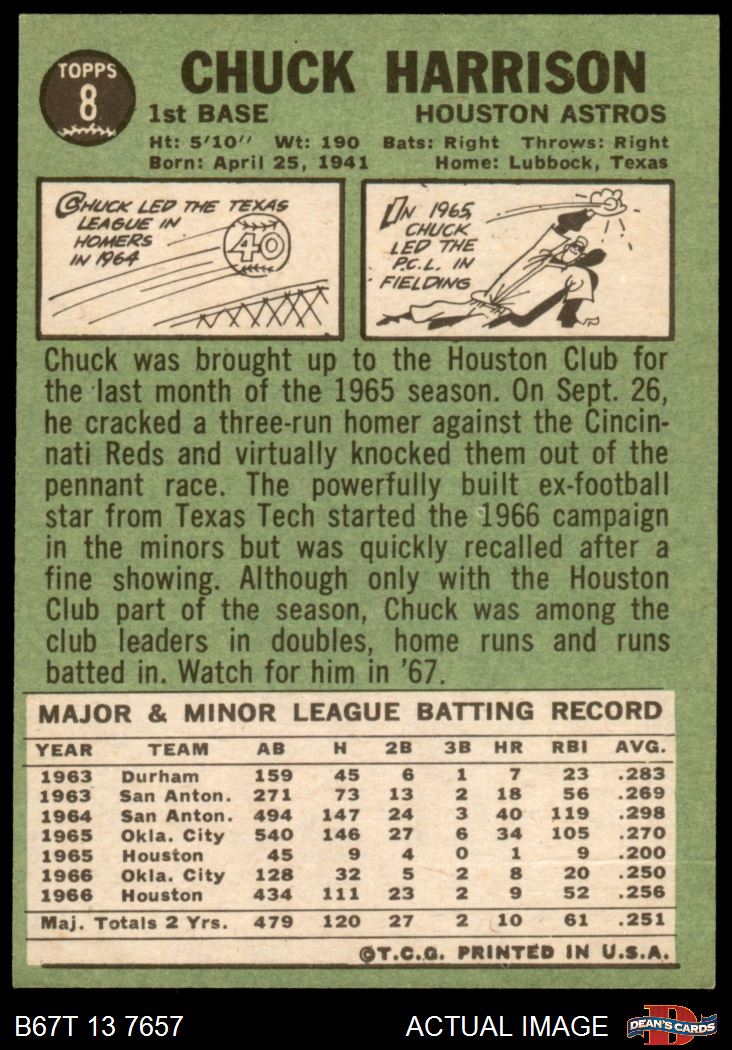 TOPPS
8
CHUCK HARRISON
1st BASE HOUSTON ASTROS
Ht: 5'10" Wt: 190 Bats: Right Throws: Right
Born: April 25, 1941 Home: Lubbock, Texas
CHUCK LED THE TEXAS
LEAGUE IN
HOMERS
IN 1964
40
IN 1965,
CHUCK
LED THE
P.C.L. IN
FIELDING
Chuck was brought up to the Houston Club for
the last month of the 1965 season. On Sept. 26,
he cracked a three-run homer against the Cincin-
nati Reds and virtually knocked them out of the
pennant race. The powerfully built ex-football
star from Texas Tech started the 1966 campaign
in the minors but was quickly recalled after a
fine showing. Although only with the Houston
Club part of the season, Chuck was among the
club leaders in doubles, home runs and runs
batted in. Watch for him in '67.
MAJOR & MINOR LEAGUE BATTING RECORD
YEAR TEAM AB H 2B 3B HR RBI AVG.
1963 Durham 159 45 6 1 7 23 .283
1963 San Anton. 271 73 13 2 18 56 .269
1964 San Anton. 494 147 24 3 40 119 .298
1965 Okla. City 540 146 27 6 34 105 .270
1965 Houston 45 9 4 0 1 9 .200
1966 Okla. City 128 32 5 2 8 20 .250
1966 Houston 434 111 23 2 9 52 .256
Maj. Totals 2 Yrs. 479 120 27 2 10 61 .251
©T.C.G. PRINTED IN U.S.A.
B67T 13 7657 ACTUAL IMAGE
D
DEAN'S CARDS